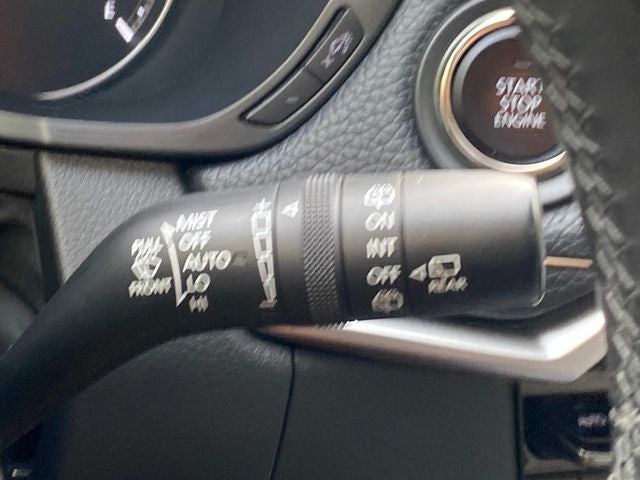 E
START
STOP
ENGINE
MIST
OFF
AUTO
LO
HI
PULL
FRONT
ON
INT
OFF
REAR